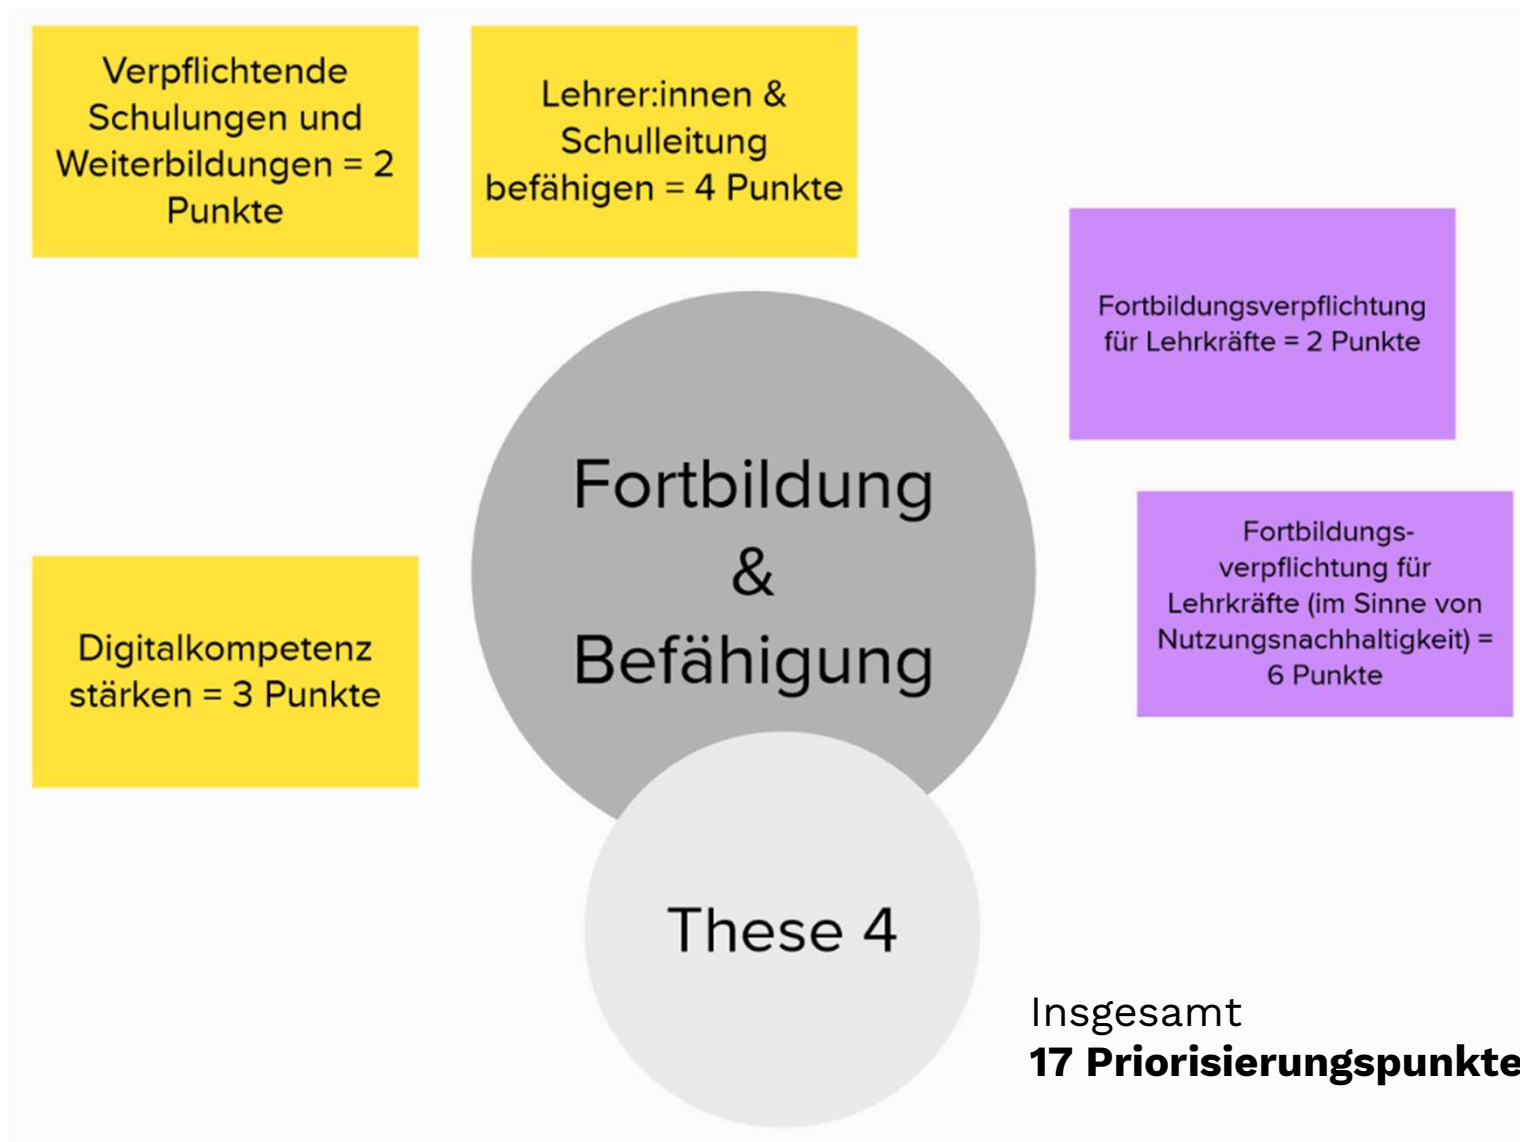 Verpflichtende
Schulungen und
Weiterbildungen = 2
Punkte
Lehrer:innen &
Schulleitung
befähigen = 4 Punkte
Fortbildungsverpflichtung
für Lehrkräfte = 2 Punkte
Fortbildung
&
Befähigung
Fortbildungs-
verpflichtung für
Lehrkräfte (im Sinne von
Nutzungsnachhaltigkeit) =
6 Punkte
Digitalkompetenz
stärken = 3 Punkte
These 4
Insgesamt
17 Priorisierungspunkte